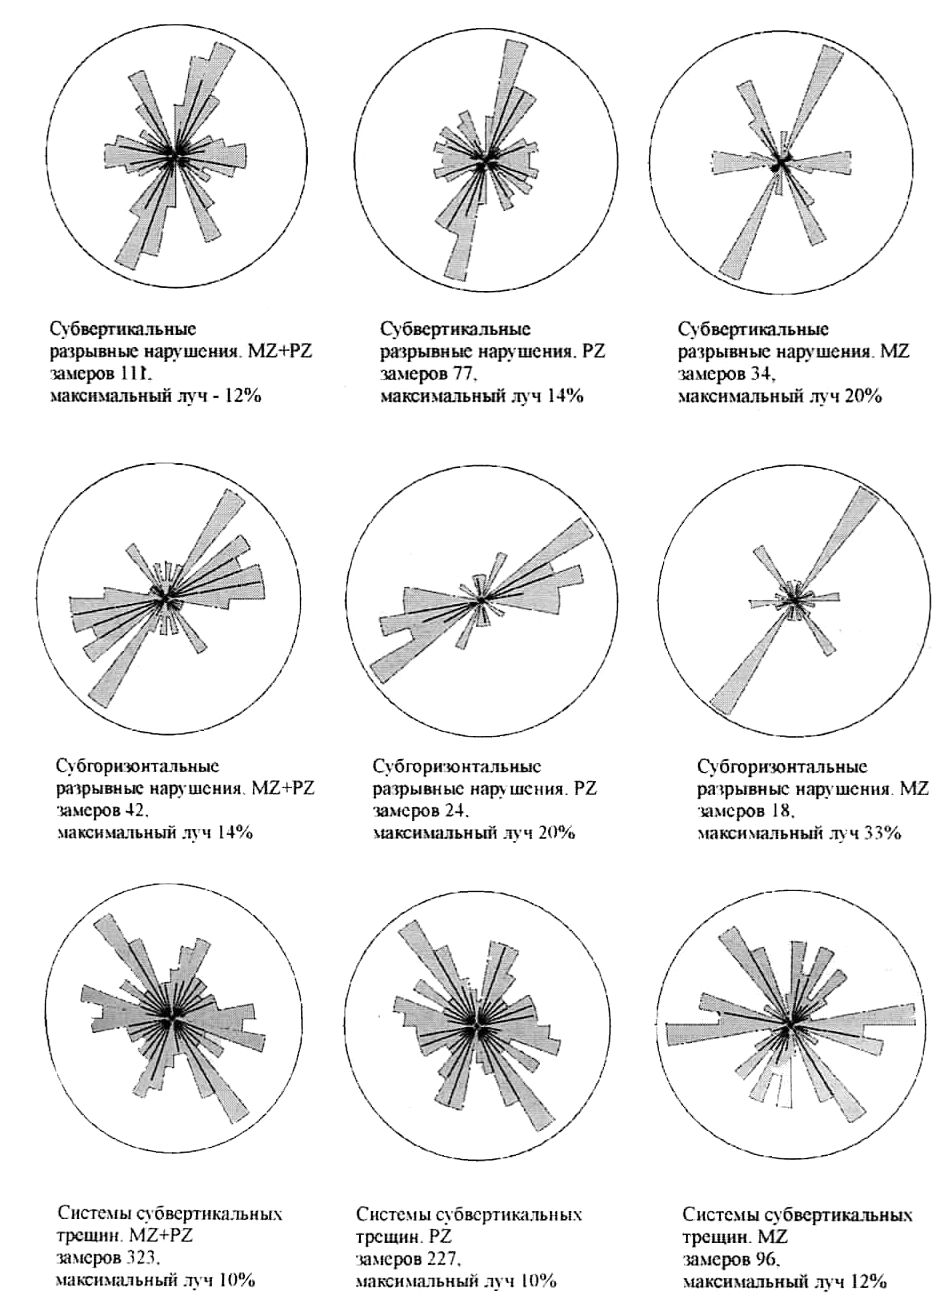 Субвертикальные
разрывные нарушения. MZ+PZ
замеров 111,
максимальный луч - 12%
Субвертикальные
разрывные нарушения. PZ
замеров 77,
максимальный луч 14%
Субвертикальные
разрывные нарушения. MZ
замеров 34,
максимальный луч 20%
Субгоризонтальные
разрывные нарушения. MZ+PZ
замеров 42,
максимальный луч 14%
Субгоризонтальные
разрывные нарушения. PZ
замеров 24,
максимальный луч 20%
Субгоризонтальные
разрывные нарушения. MZ
замеров 18,
максимальный луч 33%
Системы субвертикальных
трещин. MZ+PZ
замеров 323,
максимальный луч 10%
Системы субвертикальных
трещин. PZ
замеров 227,
максимальный луч 10%
Системы субвертикальных
трещин. MZ
замеров 96,
максимальный луч 12%